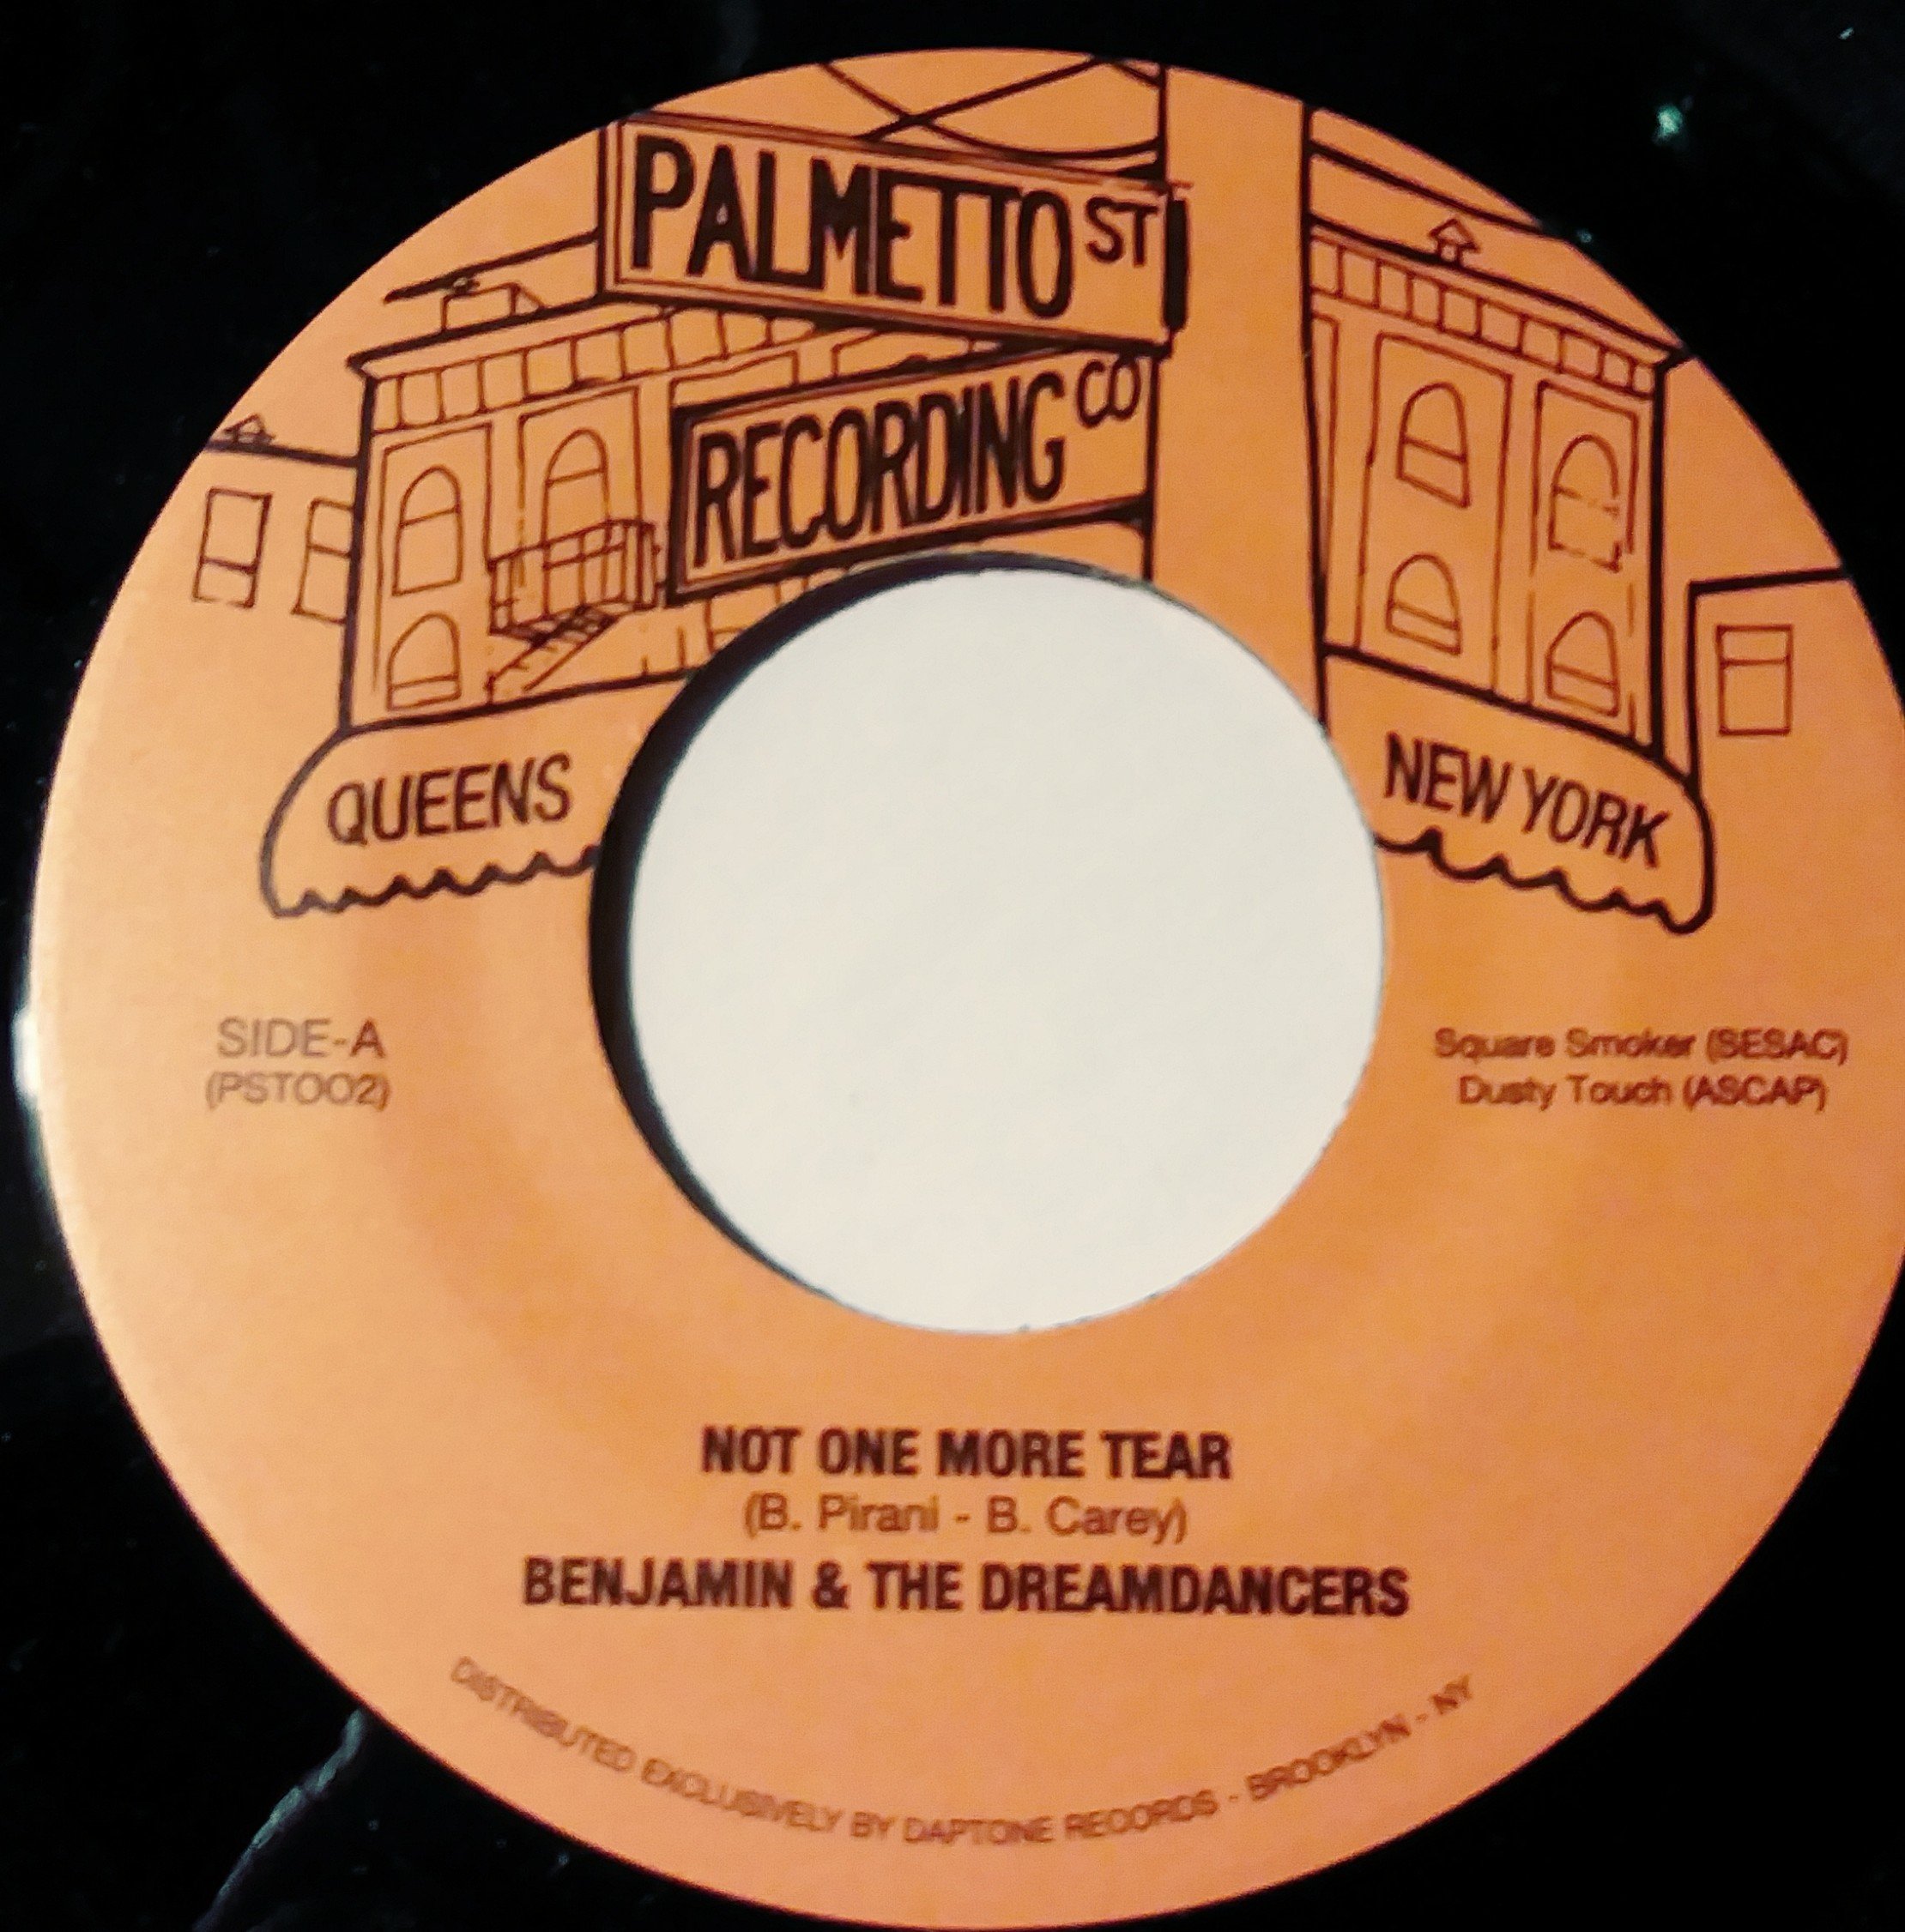 PALMETTO ST
RECORDING CO
QUEENS
NEW YORK
SIDE-A
(PST002)
Square Smoker (SESAC)
Dusty Touch (ASCAP)
NOT ONE MORE TEAR
(B. Pirani - B. Carey)
BENJAMIN & THE DREAMDANCERS
DISTRIBUTED EXCLUSIVELY BY DAPTONE RECORDS - BROOKLYN - NY